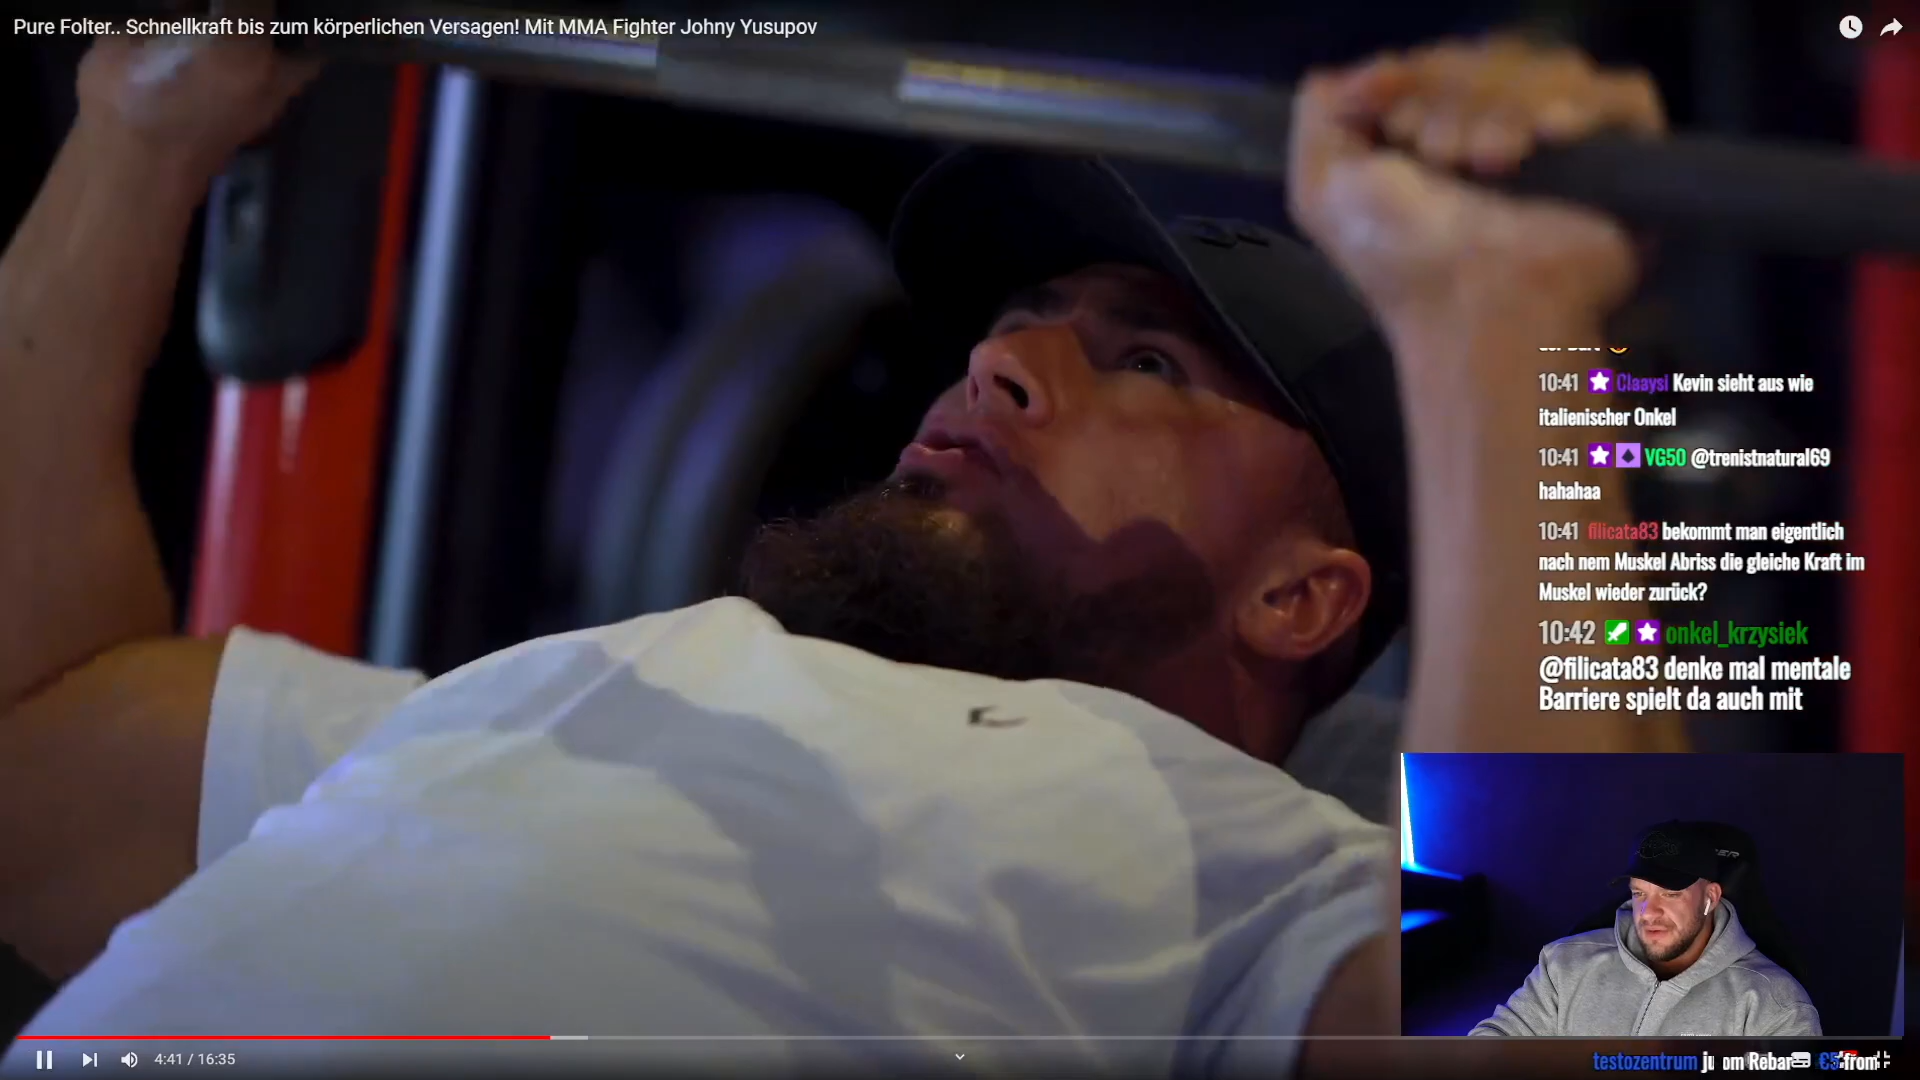 Pure Folter.. Schnellkraft bis zum körperlichen Versagen! Mit MMA Fighter Johny Yusupov
10:41 Claaysi Kevin sieht aus wie
italienischer Onkel
10:41 VG50 @trenistnatural69
hahahaa
10:41 filicata83 bekommt man eigentlich
nach nem Muskel Abriss die gleiche Kraft im
Muskel wieder zurück?
10:42 onkel_krzysiek
@filicata83 denke mal mentale
Barriere spielt da auch mit
4:41 / 16:35
testozentrum
from